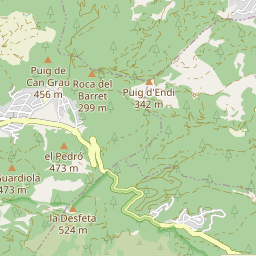 Puig de
Can Grau
456 m
Roca del
Barret
299 m
Puig d'Endi
342 m
el Pedró
473 m
Guardiola
473 m
la Desfeta
524 m